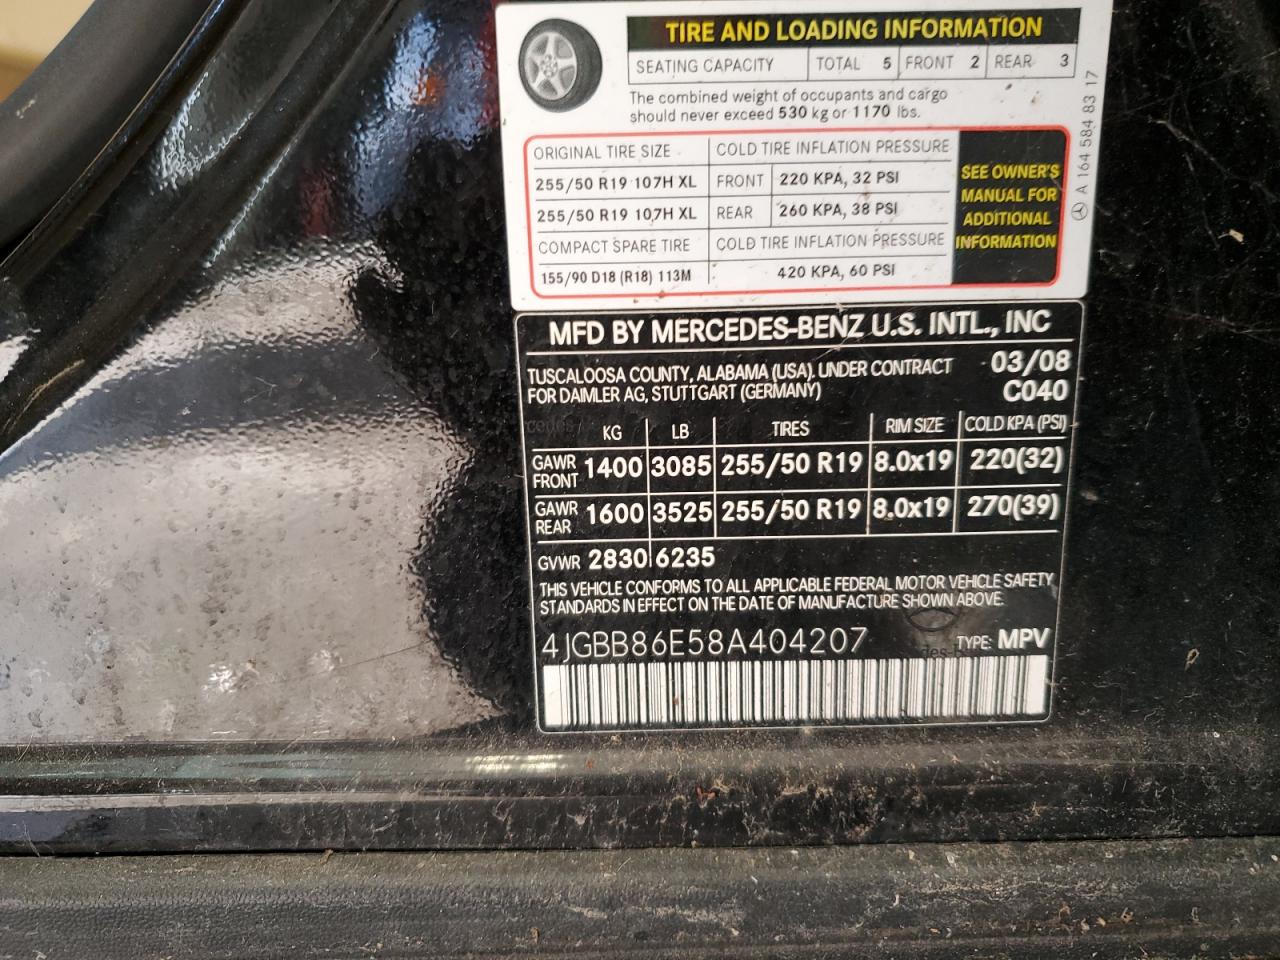 TIRE AND LOADING INFORMATION
SEATING CAPACITY TOTAL 5 FRONT 2 REAR 3
The combined weight of occupants and cargo
should never exceed 530 kg or 1170 lbs.
ORIGINAL TIRE SIZE COLD TIRE INFLATION PRESSURE
255/50 R19 107H XL FRONT 220 KPA, 32 PSI
255/50 R19 107H XL REAR 260 KPA, 38 PSI
COMPACT SPARE TIRE COLD TIRE INFLATION PRESSURE
155/90 D18 (R18) 113M 420 KPA, 60 PSI
SEE OWNER'S
MANUAL FOR
ADDITIONAL
INFORMATION
A 164 584 83 17
MFD BY MERCEDES-BENZ U.S. INTL., INC
TUSCALOOSA COUNTY, ALABAMA (USA). UNDER CONTRACT 03/08
FOR DAIMLER AG, STUTTGART (GERMANY) C040
KG LB TIRES RIM SIZE COLD KPA (PSI)
GAWR FRONT 1400 3085 255/50 R19 8.0x19 220(32)
GAWR REAR 1600 3525 255/50 R19 8.0x19 270(39)
GVWR 2830 6235
THIS VEHICLE CONFORMS TO ALL APPLICABLE FEDERAL MOTOR VEHICLE SAFETY
STANDARDS IN EFFECT ON THE DATE OF MANUFACTURE SHOWN ABOVE.
4JGBB86E58A404207 TYPE: MPV